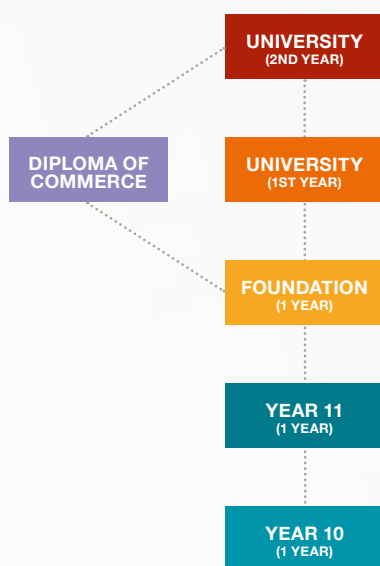 UNIVERSITY
(2ND YEAR)
DIPLOMA OF
COMMERCE
UNIVERSITY
(1ST YEAR)
FOUNDATION
(1 YEAR)
YEAR 11
(1 YEAR)
YEAR 10
(1 YEAR)